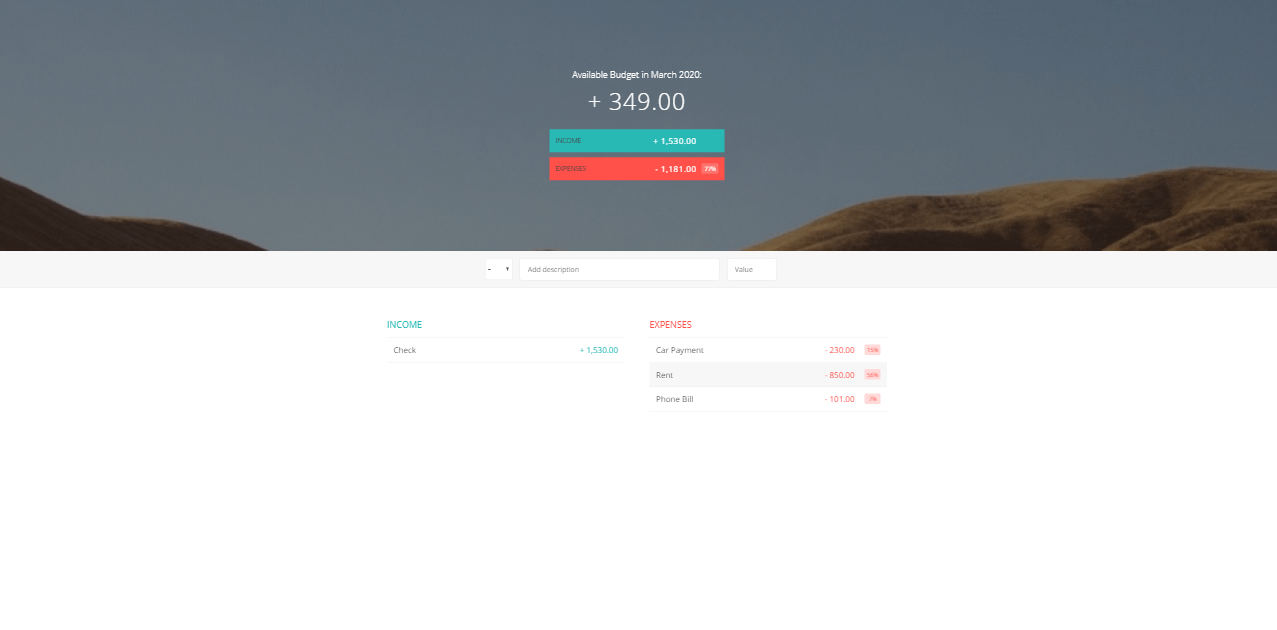 Available Budget in March 2020:
+ 349.00
INCOME + 1,530.00
EXPENSES - 1,181.00 77%
- Add description Value
INCOME
Check + 1,530.00
EXPENSES
Car Payment - 230.00 15%
Rent - 850.00 56%
Phone Bill - 101.00 7%